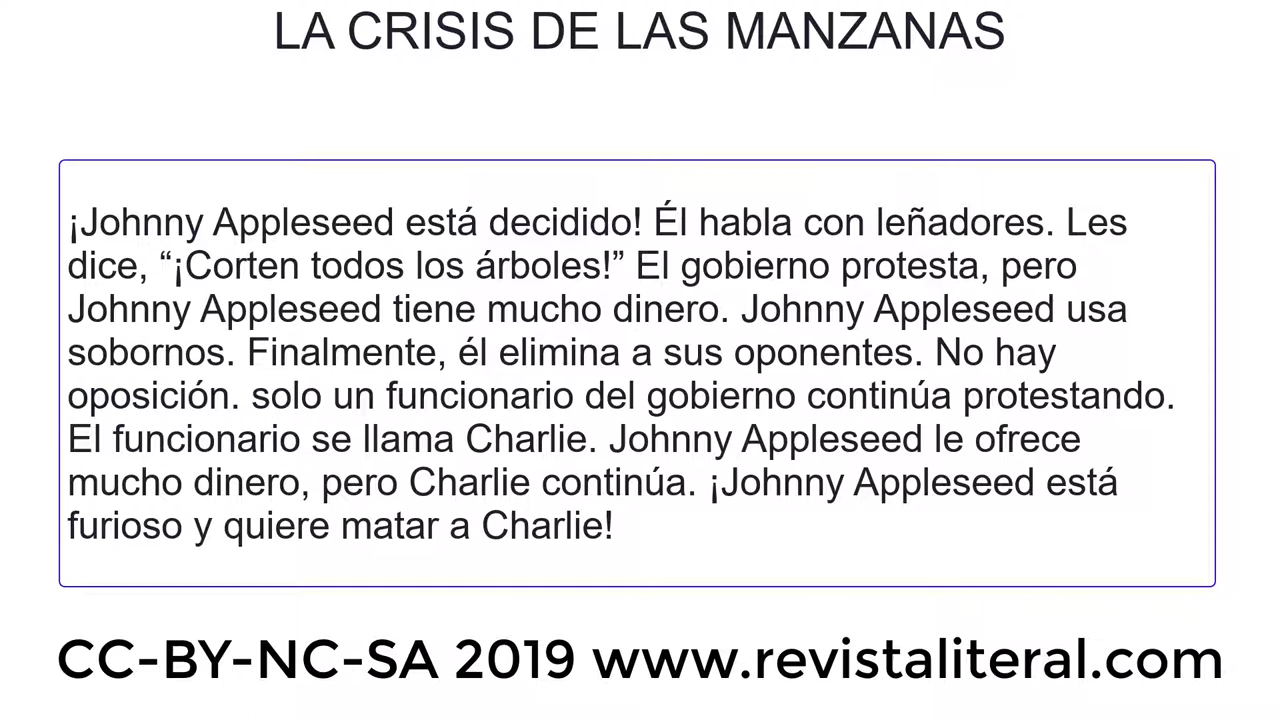 LA CRISIS DE LAS MANZANAS
¡Johnny Appleseed está decidido! Él habla con leñadores. Les
dice, “¡Corten todos los árboles!” El gobierno protesta, pero
Johnny Appleseed tiene mucho dinero. Johnny Appleseed usa
sobornos. Finalmente, él elimina a sus oponentes. No hay
oposición. solo un funcionario del gobierno continúa protestando.
El funcionario se llama Charlie. Johnny Appleseed le ofrece
mucho dinero, pero Charlie continúa. ¡Johnny Appleseed está
furioso y quiere matar a Charlie!
CC-BY-NC-SA 2019 www.revistaliteral.com